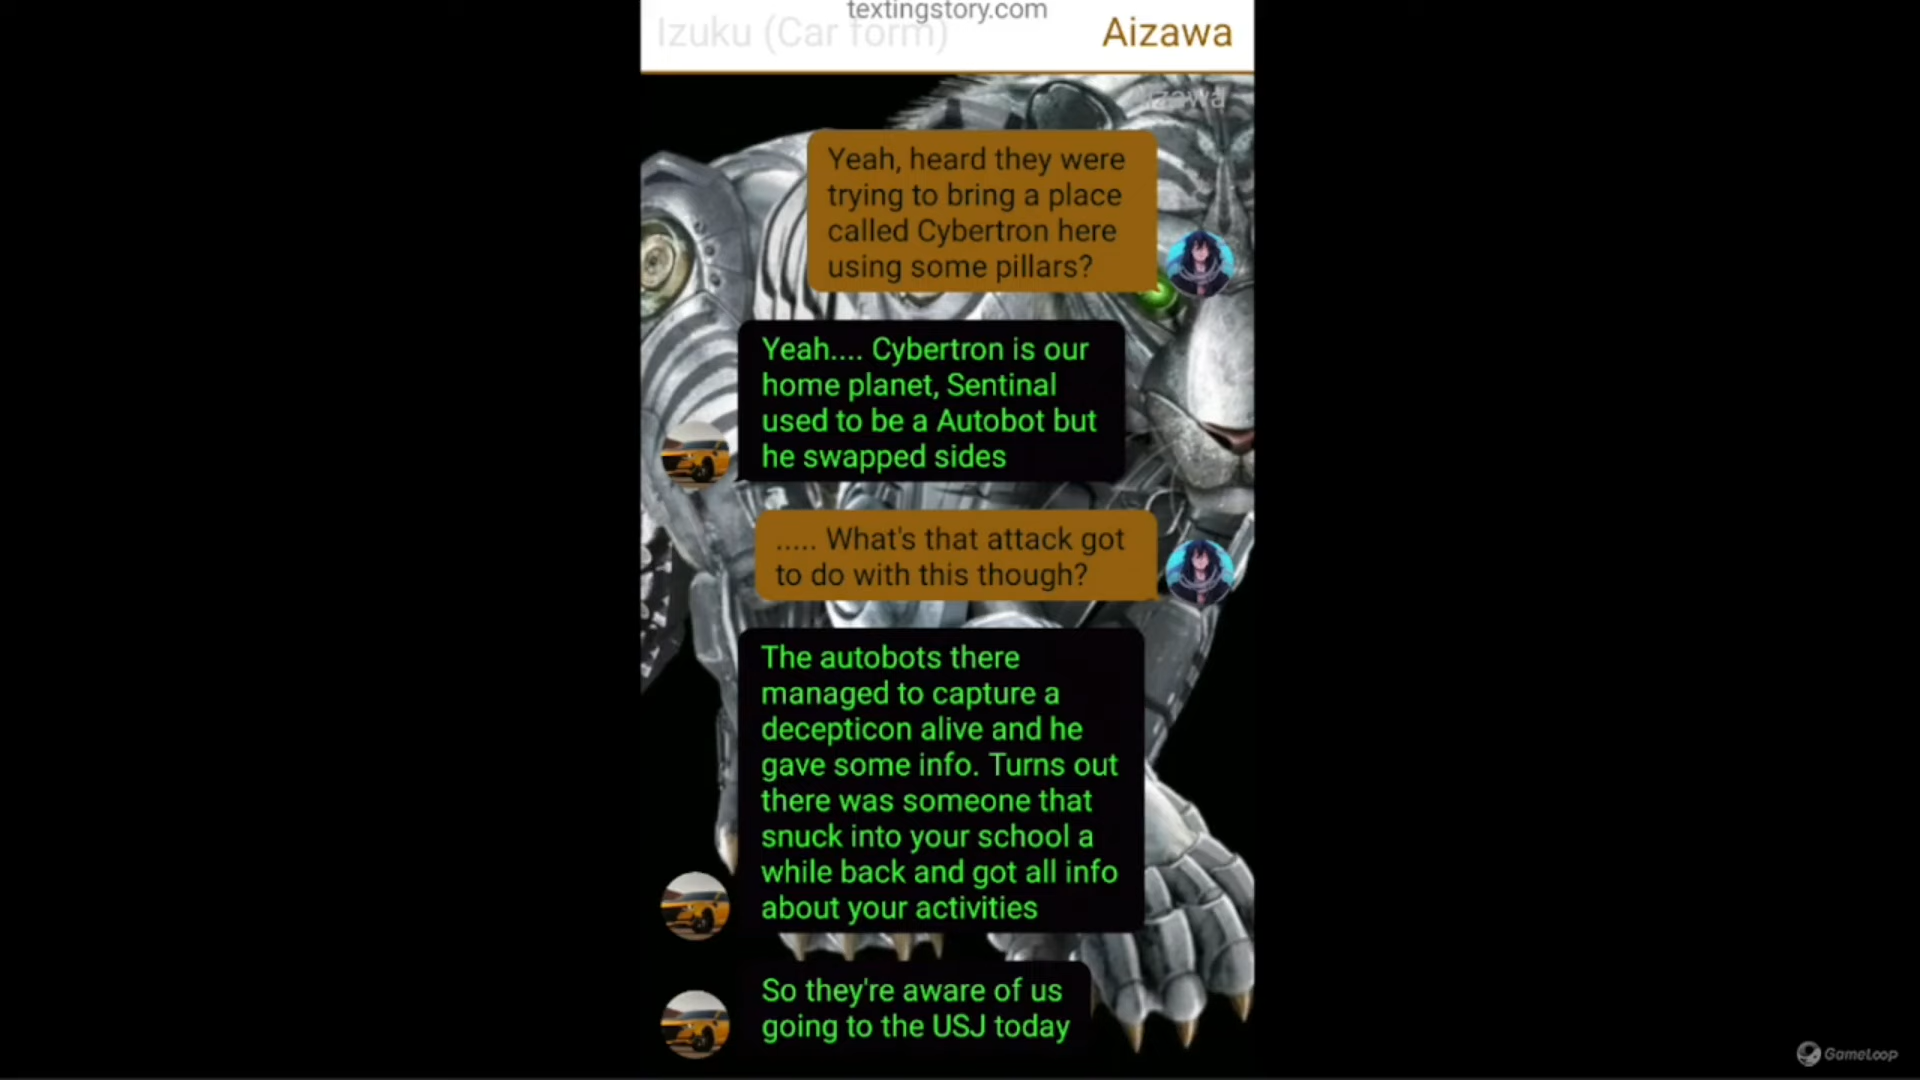 textingstory.com
Izuku (Car form)
Aizawa
Aizawa
Yeah, heard they were
trying to bring a place
called Cybertron here
using some pillars?
Yeah.... Cybertron is our
home planet, Sentinal
used to be a Autobot but
he swapped sides
..... What's that attack got
to do with this though?
The autobots there
managed to capture a
decepticon alive and he
gave some info. Turns out
there was someone that
snuck into your school a
while back and got all info
about your activities
So they're aware of us
going to the USJ today
GameLoop